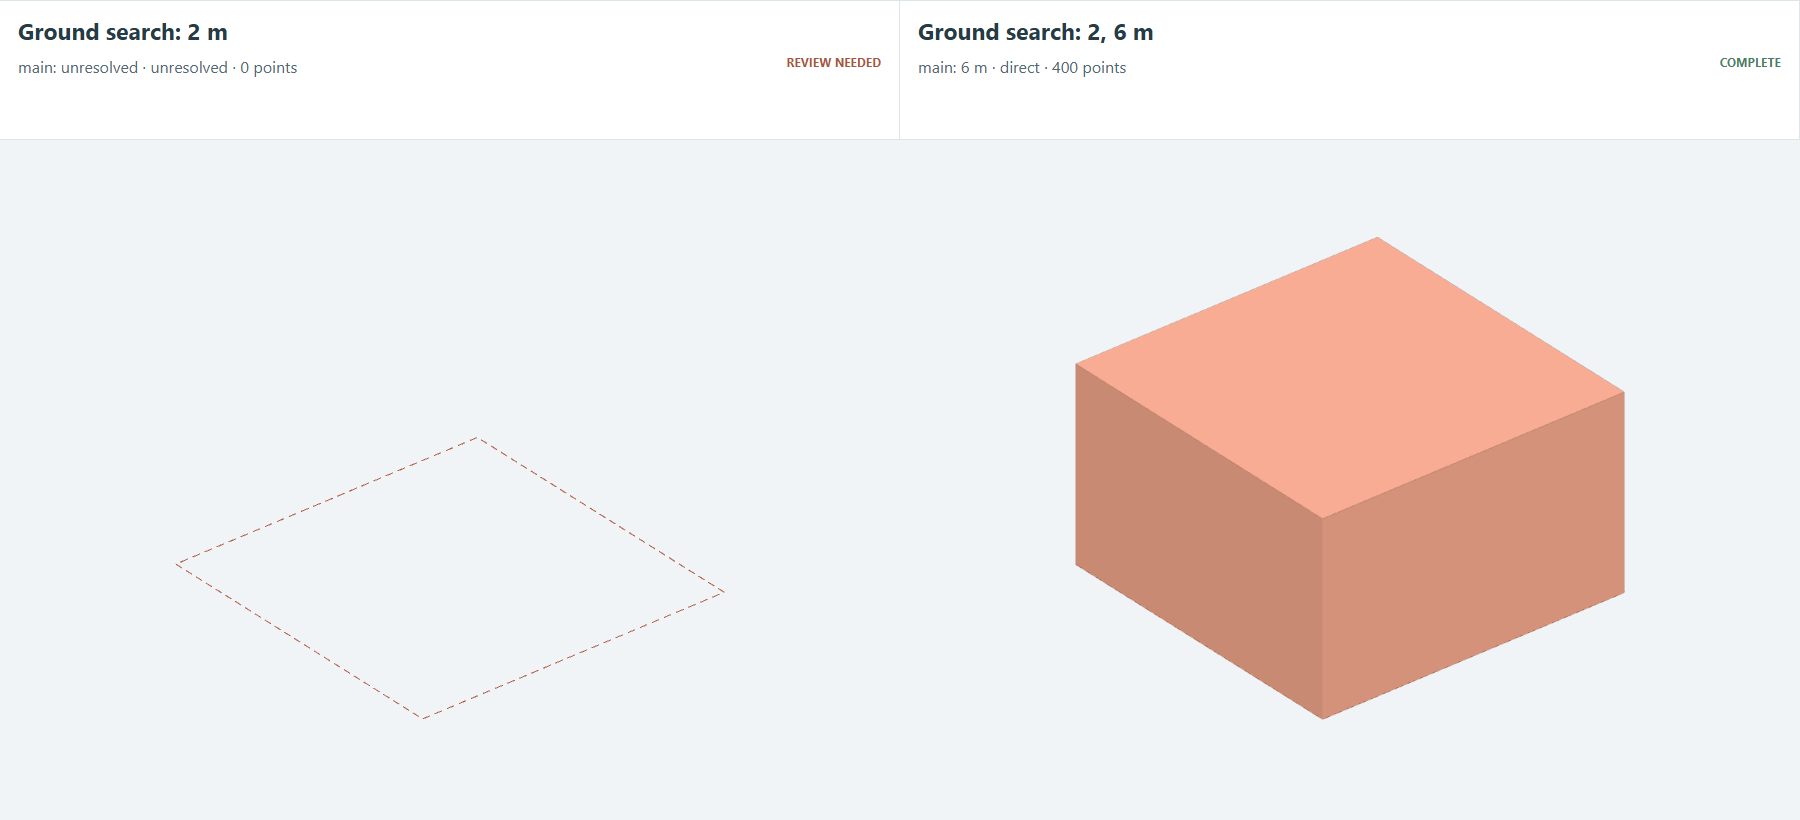 Ground search: 2 m
main: unresolved · unresolved · 0 points
REVIEW NEEDED
Ground search: 2, 6 m
main: 6 m · direct · 400 points
COMPLETE